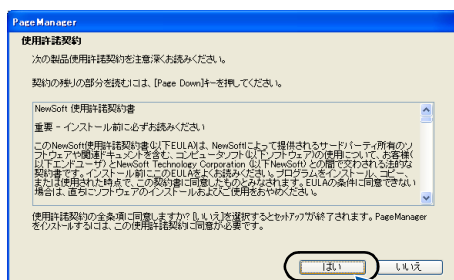 PageManager
使用許諾契約
次の製品使用許諾契約を注意深くお読みください。
契約の残りの部分を読むには、[Page Down]キーを押してください。
NewSoft 使用許諾契約書
重要 - インストール前に必ずお読みください
このNewSoft使用許諾契約書(以下EULA)は、NewSoftによって提供されるサードパーティ所有のソ
フトウェアや関連ドキュメントを含む、コンピュータソフト(以下ソフトウェア)の使用について、お客様(
以下エンドユーザ)とNewSoft Technology Corporation (以下NewSoft)との間で交わされる法的な
契約書です。インストール前にこのEULAをよくお読みください。プログラムをインストール、コピー、
または使用された時点で、この契約書に同意したものとみなされます。EULAの条件に同意できない
場合は、直ちにソフトウェアのインストールおよびご使用をおやめください。
使用許諾契約の全条項に同意しますか? [いいえ]を選択するとセットアップが終了されます。PageManager
をインストールするには、この使用許諾契約に同意が必要です。
はい
いいえ